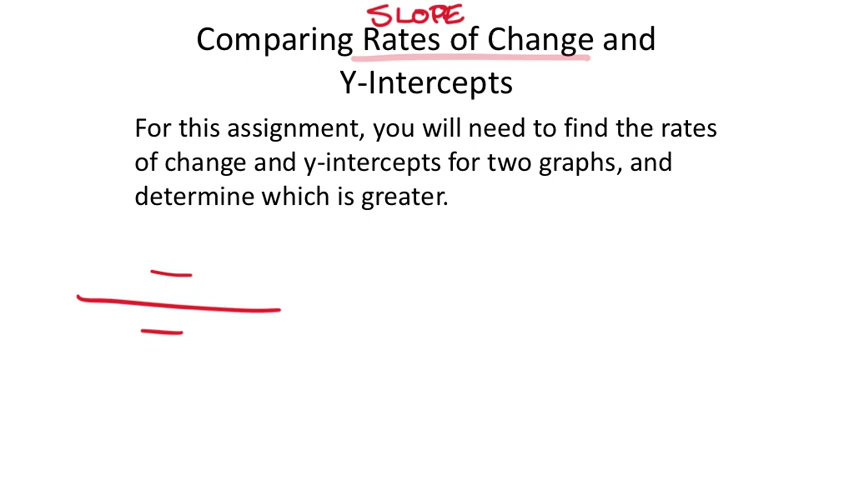 SLOPE
Comparing Rates of Change and
Y-Intercepts
For this assignment, you will need to find the rates
of change and y-intercepts for two graphs, and
determine which is greater.